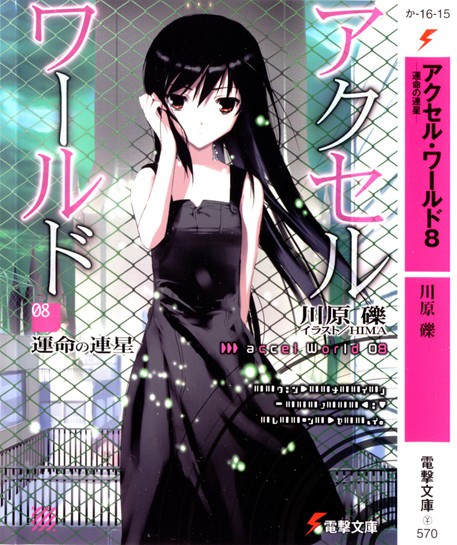 アクセル
ワールド
08
運命の連星
川原 礫
イラスト/HIMA
accel World 08
電撃文庫
か-16-15
アクセル・ワールド8
―運命の連星―
川原 礫
電撃文庫
¥
570